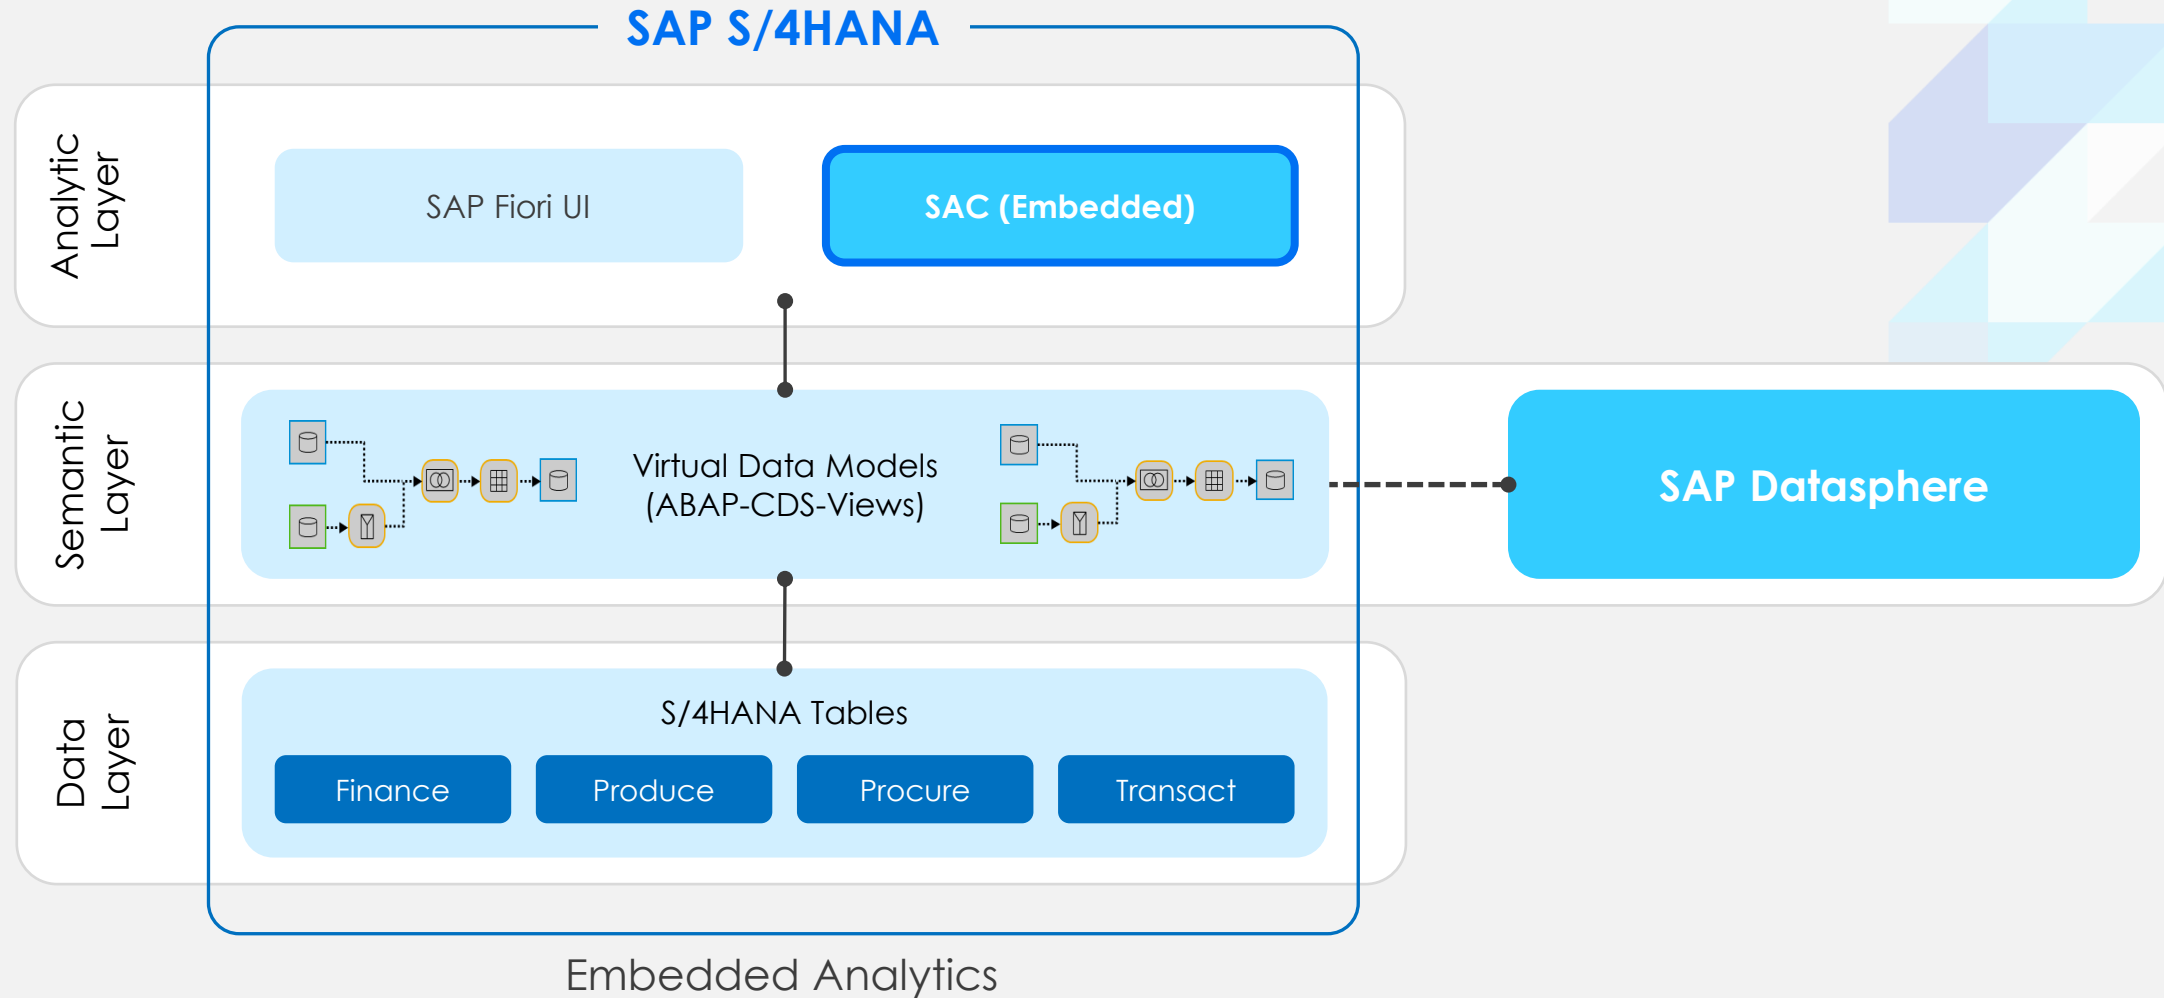 SAP S/4HANA
Analytic
Layer
SAP Fiori UI
SAC (Embedded)
Semantic
Layer
Virtual Data Models
(ABAP-CDS-Views)
SAP Datasphere
Data
Layer
S/4HANA Tables
Finance
Produce
Procure
Transact
Embedded Analytics